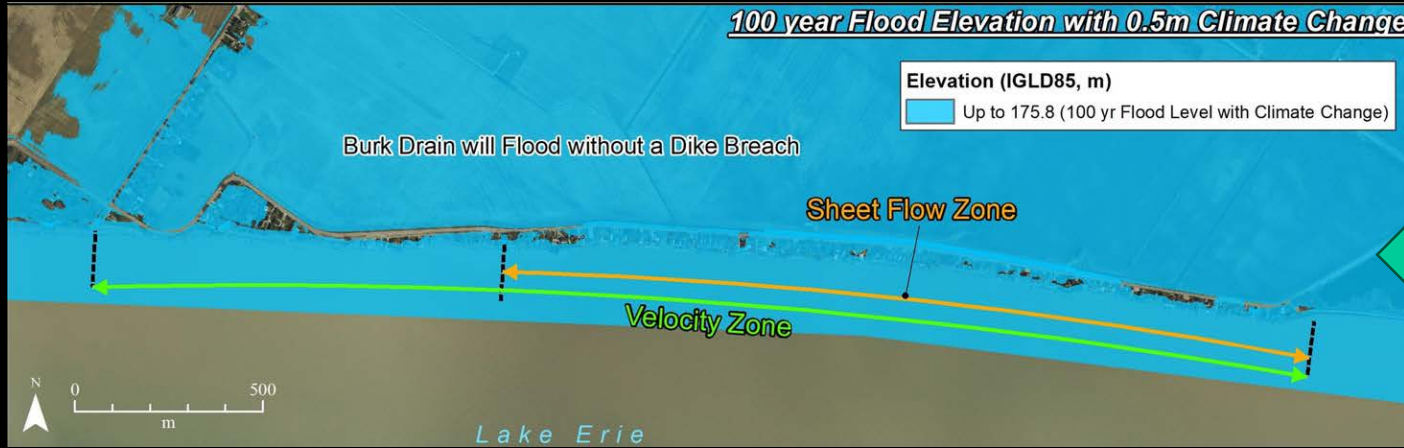 100 year Flood Elevation with 0.5m Climate Change
Elevation (IGLD85, m)
Up to 175.8 (100 yr Flood Level with Climate Change)
Burk Drain will Flood without a Dike Breach
Sheet Flow Zone
Velocity Zone
N
0 500
m
Lake Erie